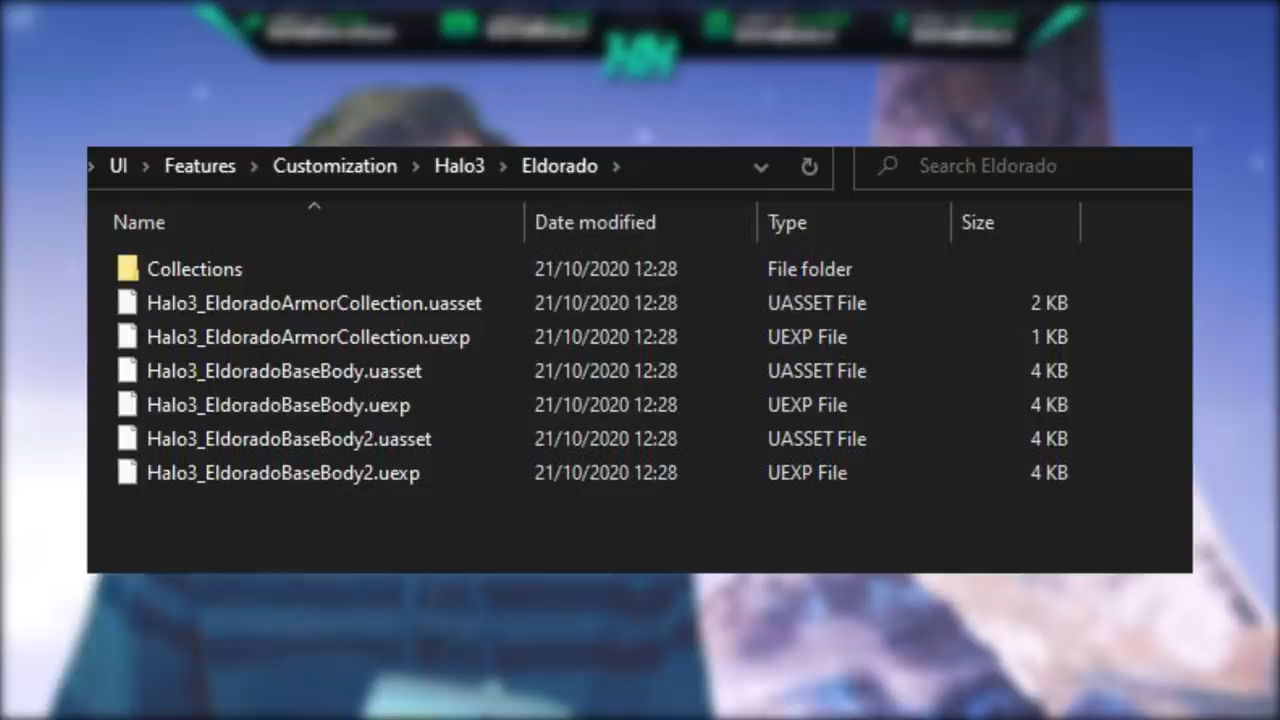 › UI › Features › Customization › Halo3 › Eldorado › Search Eldorado
Name Date modified Type Size
Collections 21/10/2020 12:28 File folder
Halo3_EldoradoArmorCollection.uasset 21/10/2020 12:28 UASSET File 2 KB
Halo3_EldoradoArmorCollection.uexp 21/10/2020 12:28 UEXP File 1 KB
Halo3_EldoradoBaseBody.uasset 21/10/2020 12:28 UASSET File 4 KB
Halo3_EldoradoBaseBody.uexp 21/10/2020 12:28 UEXP File 4 KB
Halo3_EldoradoBaseBody2.uasset 21/10/2020 12:28 UASSET File 4 KB
Halo3_EldoradoBaseBody2.uexp 21/10/2020 12:28 UEXP File 4 KB